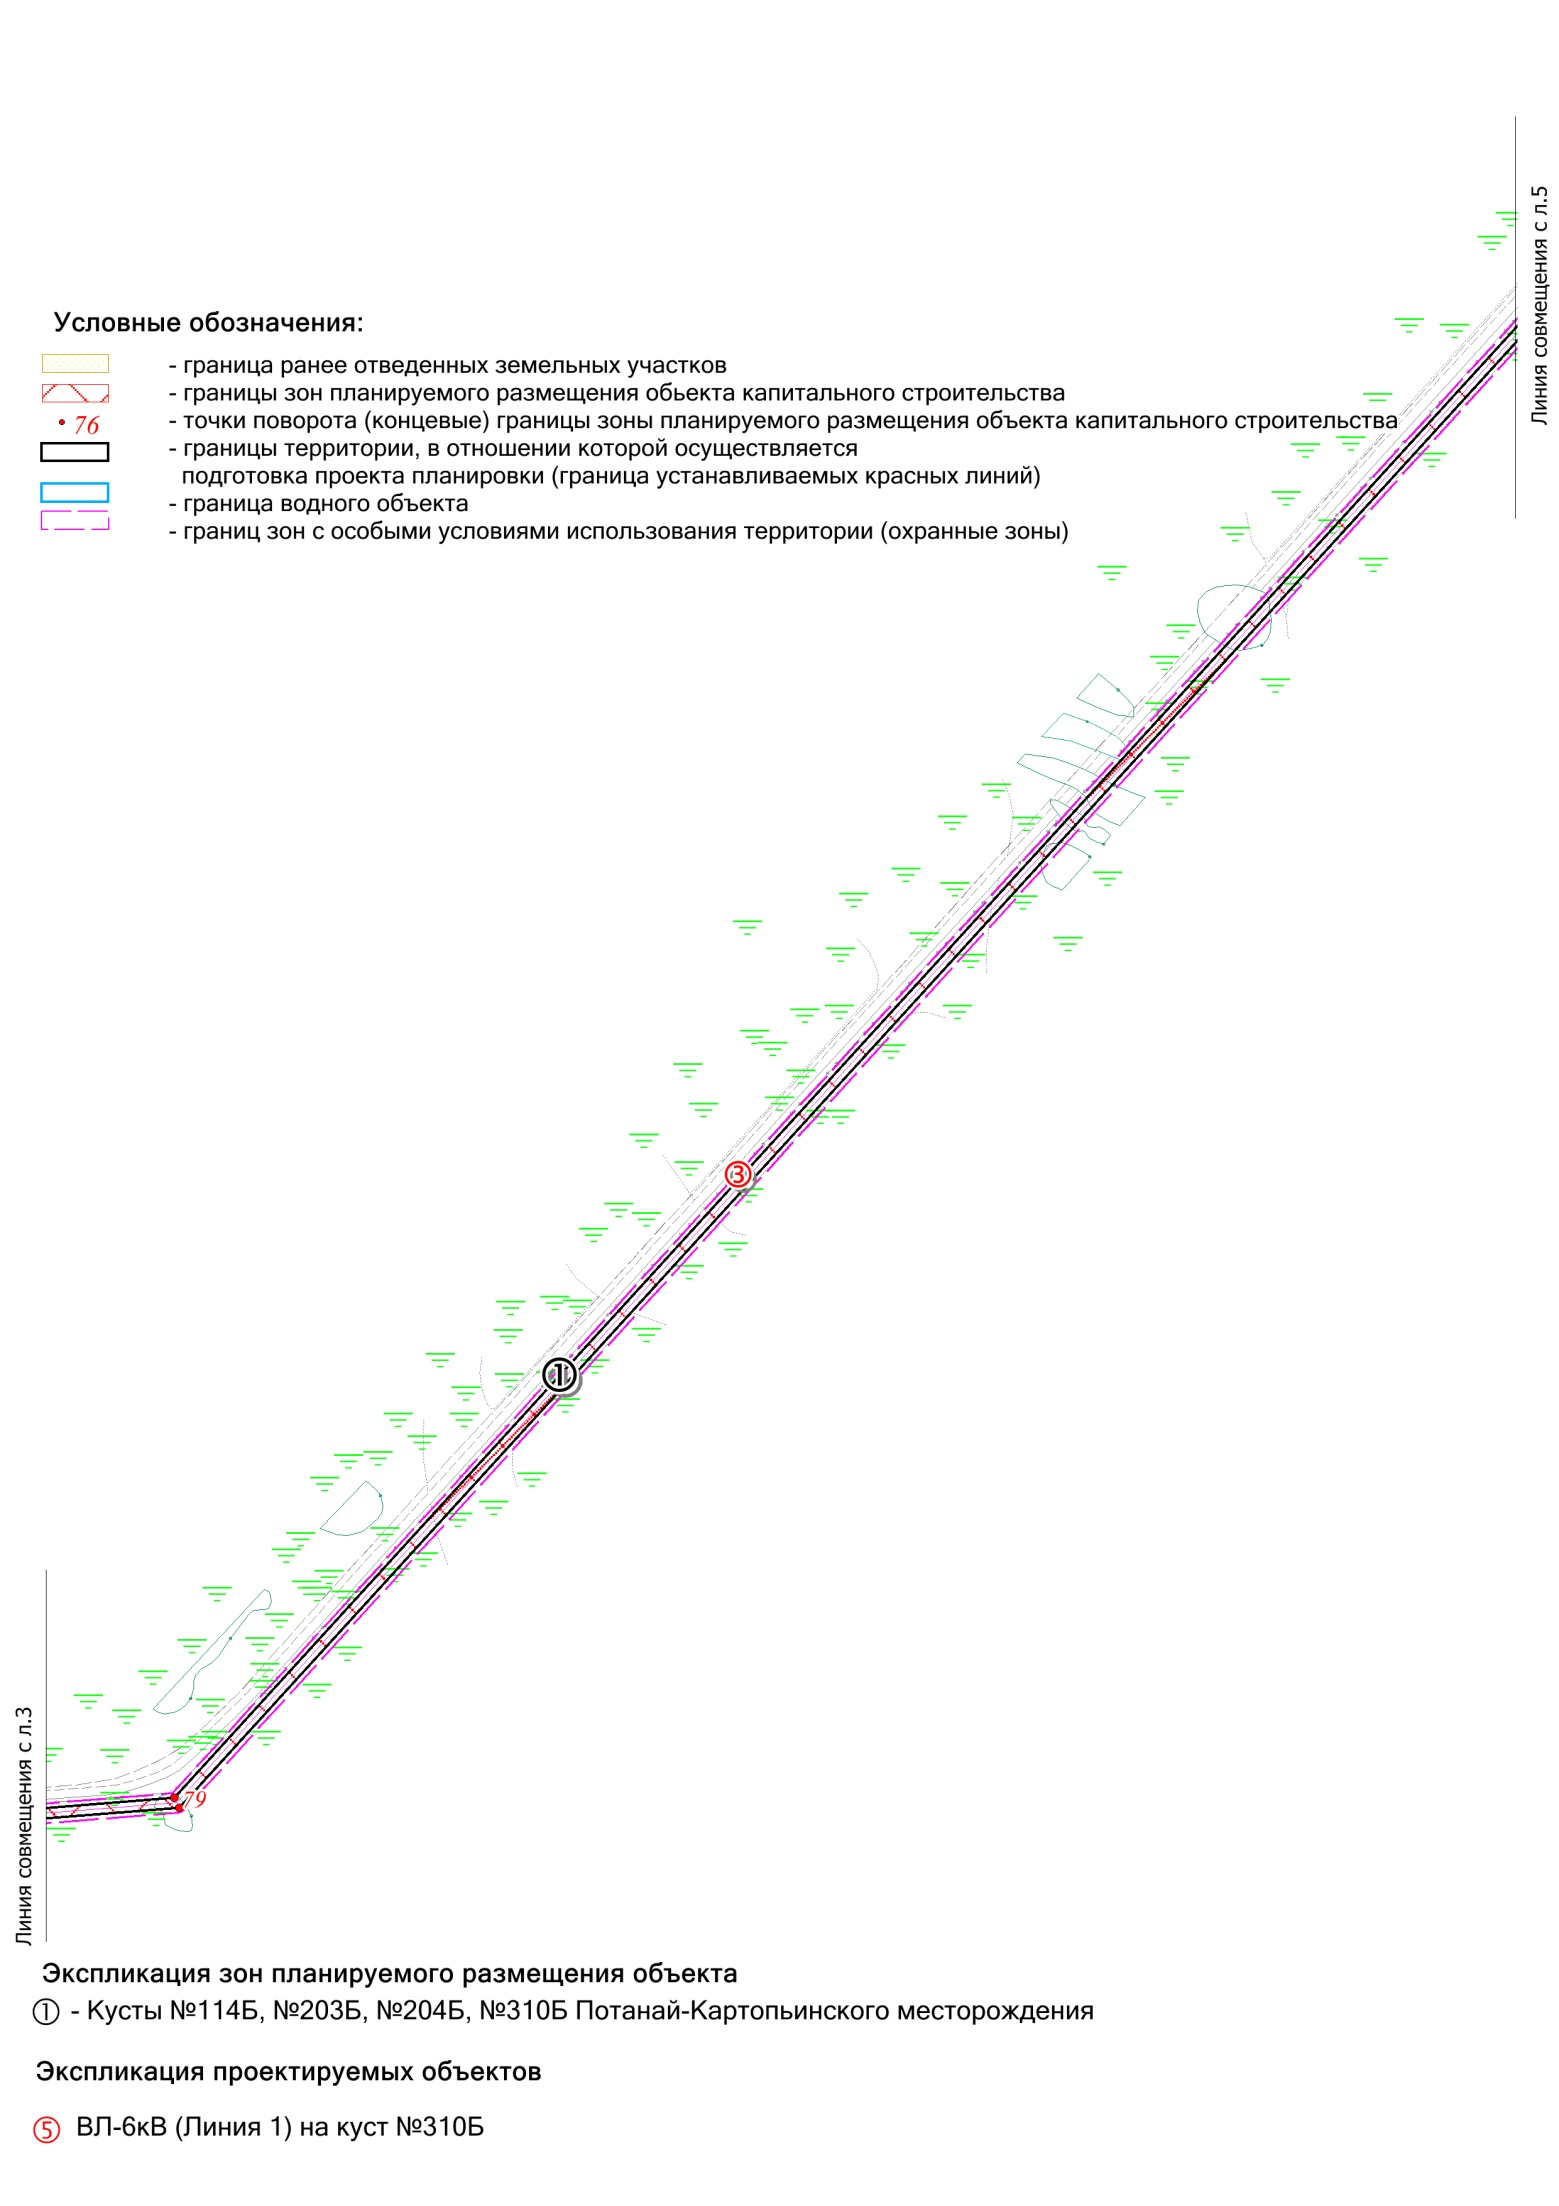 Линия совмещения с л.5
Условные обозначения:
- граница ранее отведенных земельных участков
- границы зон планируемого размещения обьекта капитального строительства
76 - точки поворота (концевые) границы зоны планируемого размещения объекта капитального строительства
- границы территории, в отношении которой осуществляется
подготовка проекта планировки (граница устанавливаемых красных линий)
- граница водного объекта
- границ зон с особыми условиями использования территории (охранные зоны)
3
1
79
Линия совмещения с л.3
Экспликация зон планируемого размещения объекта
1 - Кусты №114Б, №203Б, №204Б, №310Б Потанай-Картопьинского месторождения
Экспликация проектируемых объектов
5 ВЛ-6кВ (Линия 1) на куст №310Б